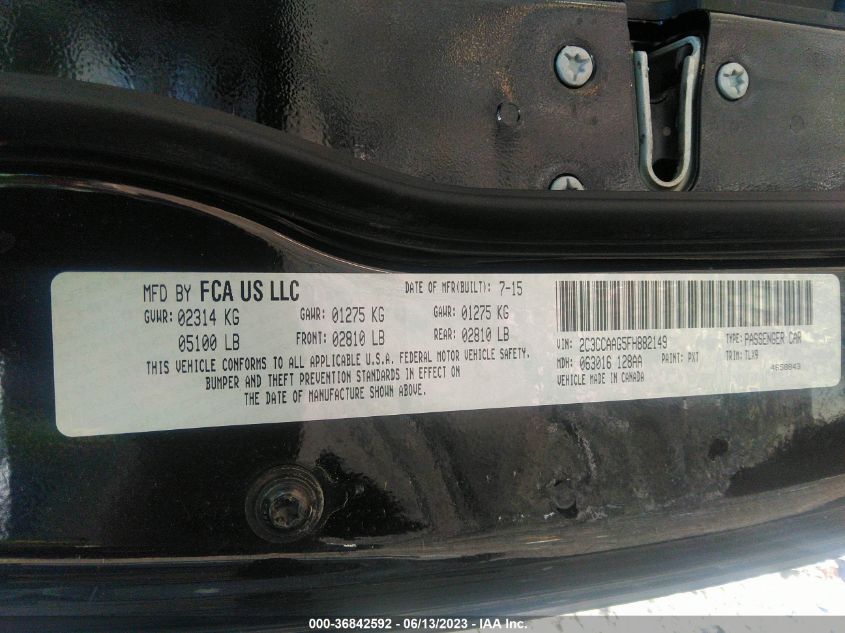 MFD BY FCA US LLC
DATE OF MFR(BUILT): 7-15
GVWR: 02314 KG GAWR: 01275 KG GAWR: 01275 KG
05100 LB FRONT: 02810 LB REAR: 02810 LB
THIS VEHICLE CONFORMS TO ALL APPLICABLE U.S.A. FEDERAL MOTOR VEHICLE SAFETY.
BUMPER AND THEFT PREVENTION STANDARDS IN EFFECT ON
THE DATE OF MANUFACTURE SHOWN ABOVE.
VIN: 2C3CCAAG5FH882149 TYPE: PASSENGER CAR
MDH: 063016 128AA PAINT: PXT TRIM: TLX9
VEHICLE MADE IN CANADA 4658843
000-36842592 - 06/13/2023 - IAA Inc.